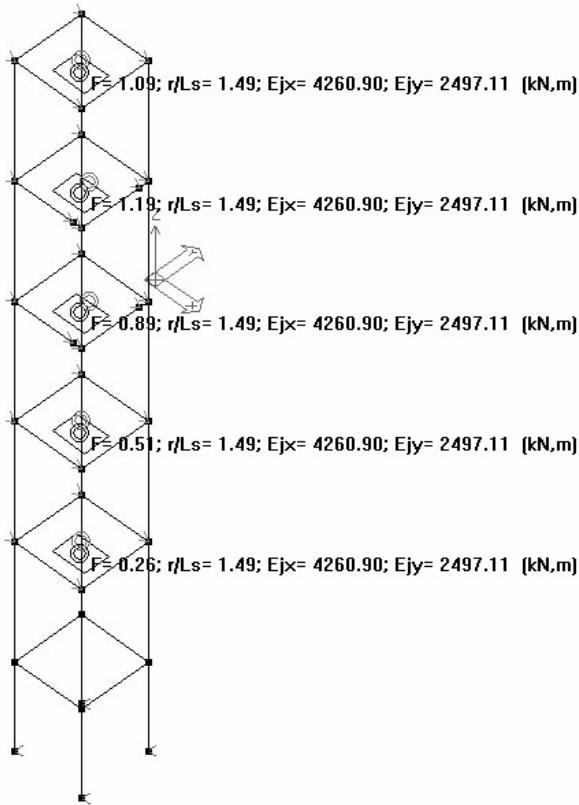 F= 1.09; r/Ls= 1.49; Ejx= 4260.90; Ejy= 2497.11 (kN,m)
F= 1.19; r/Ls= 1.49; Ejx= 4260.90; Ejy= 2497.11 (kN,m)
Z
F= 0.89; r/Ls= 1.49; Ejx= 4260.90; Ejy= 2497.11 (kN,m)
F= 0.51; r/Ls= 1.49; Ejx= 4260.90; Ejy= 2497.11 (kN,m)
F= 0.26; r/Ls= 1.49; Ejx= 4260.90; Ejy= 2497.11 (kN,m)